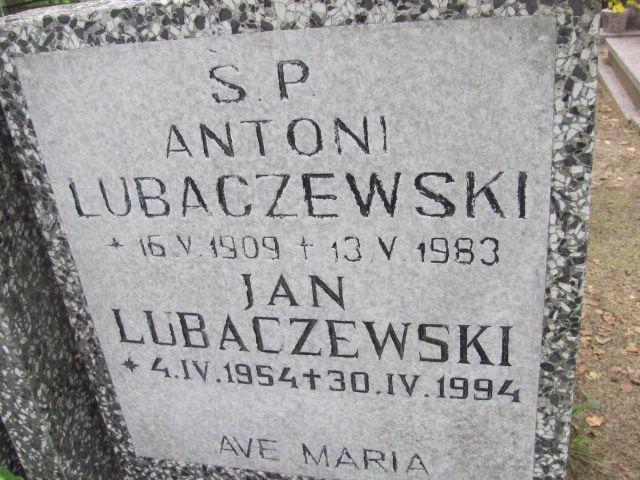 S.P
ANTONI
LUBACZEWSKI
* 16.V.1909 + 13.V.1983
JAN
LUBACZEWSKI
* 4.IV.1954 + 30.IV.1994
AVE MARIA